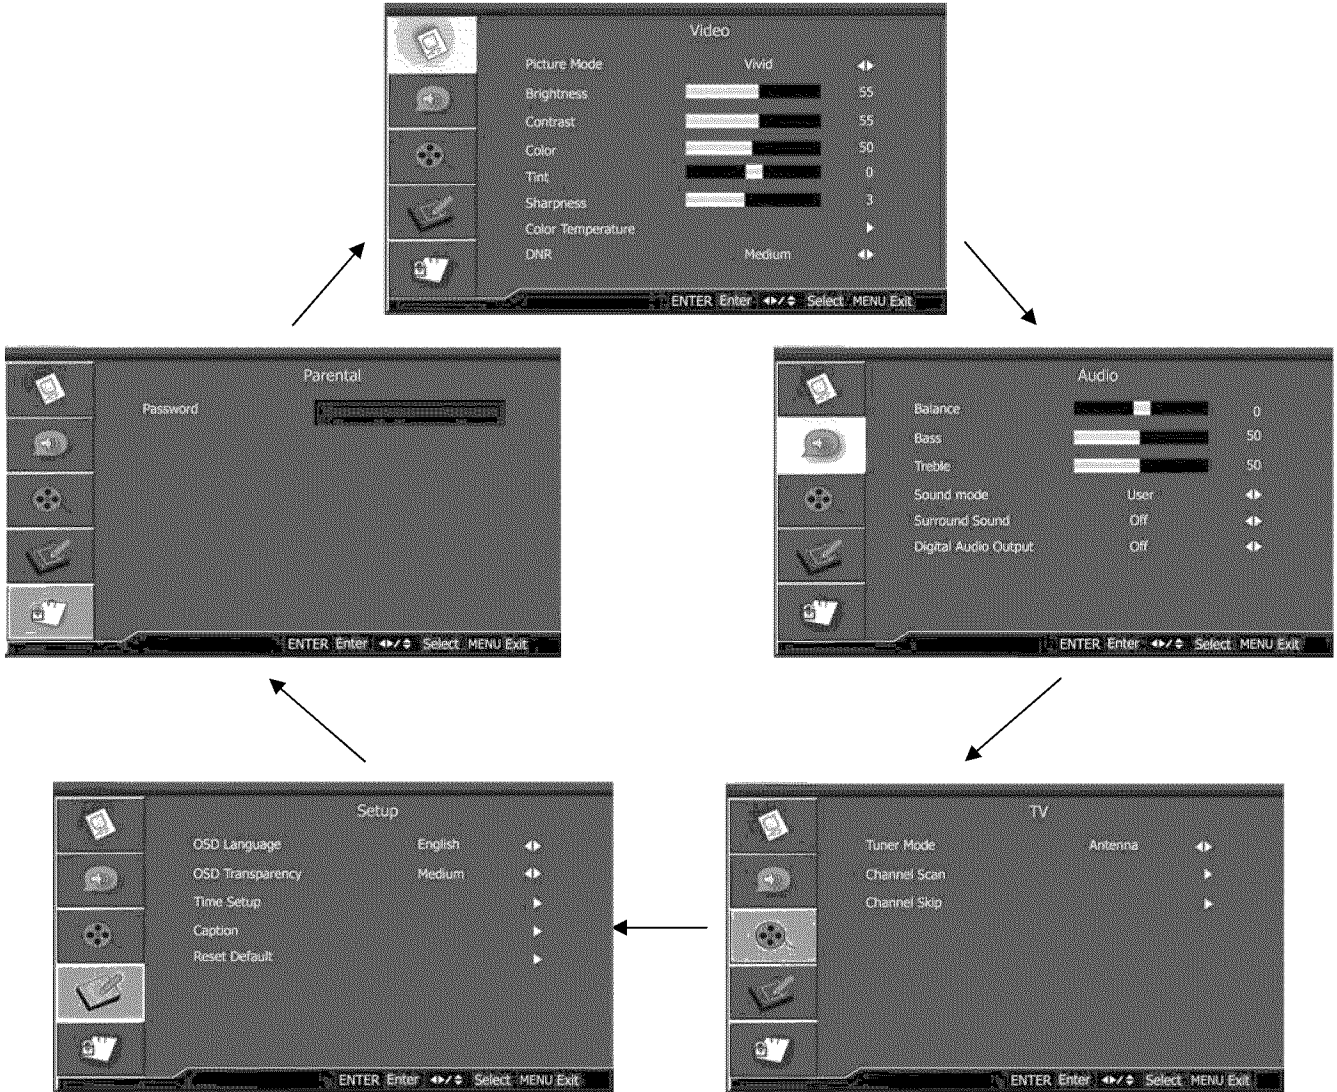 Video
Picture Mode Vivid
Brightness 55
Contrast 55
Color 50
Tint 0
Sharpness 3
Color Temperature
DNR Medium
ENTER Enter / Select MENU Exit
Parental
Password
ENTER Enter / Select MENU Exit
Audio
Balance 0
Bass 50
Treble 50
Sound mode User
Surround Sound Off
Digital Audio Output Off
ENTER Enter / Select MENU Exit
Setup
OSD Language English
OSD Transparency Medium
Time Setup
Caption
Reset Default
ENTER Enter / Select MENU Exit
TV
Tuner Mode Antenna
Channel Scan
Channel Skip
ENTER Enter / Select MENU Exit